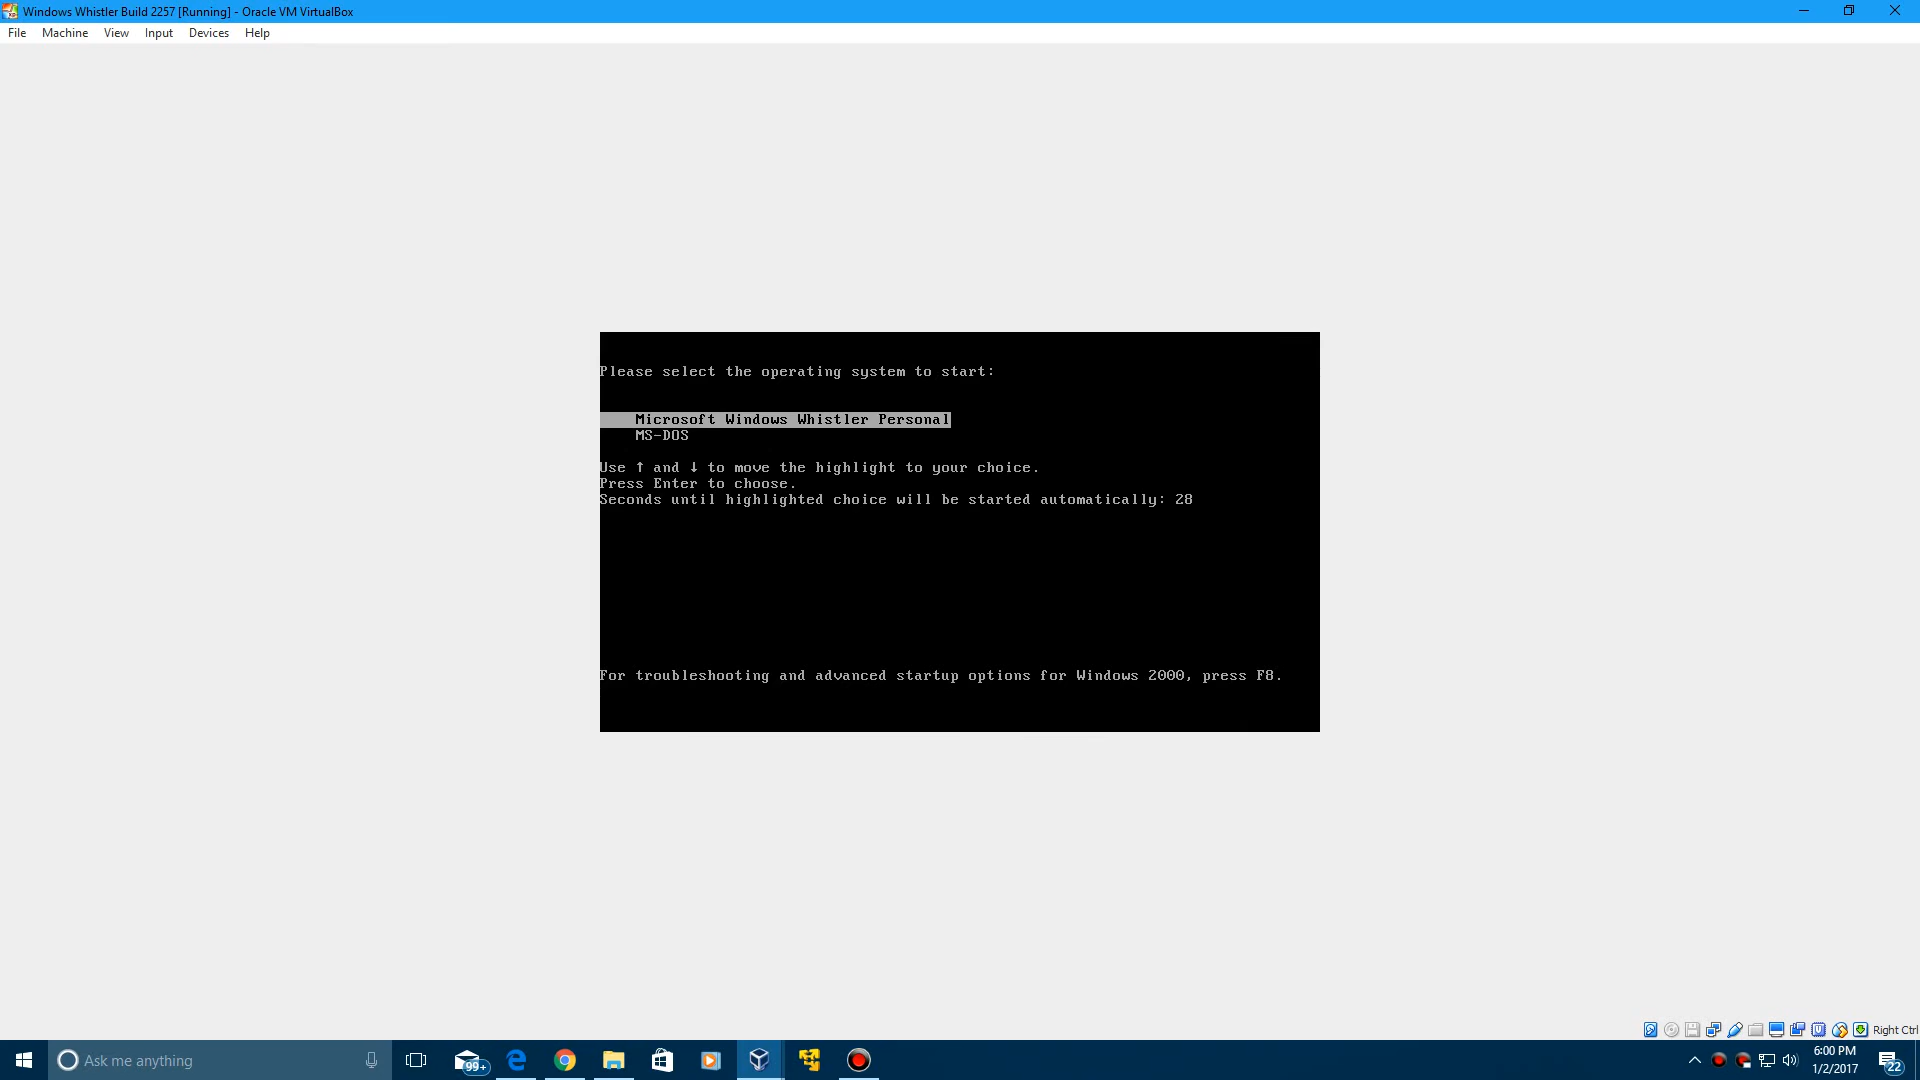 Windows Whistler Build 2257 [Running] - Oracle VM VirtualBox
File Machine View Input Devices Help
Please select the operating system to start:
Microsoft Windows Whistler Personal
MS-DOS
Use ↑ and ↓ to move the highlight to your choice.
Press Enter to choose.
Seconds until highlighted choice will be started automatically: 28
For troubleshooting and advanced startup options for Windows 2000, press F8.
Right Ctrl
Ask me anything
99+
6:00 PM
1/2/2017
22